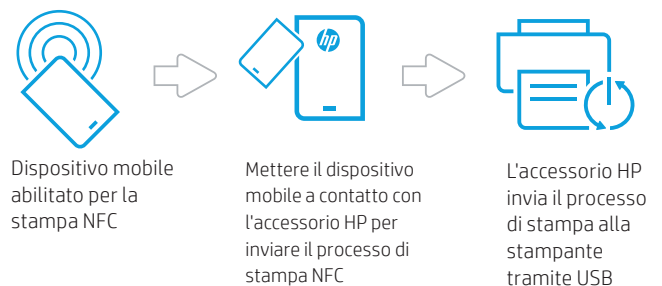 hp
Dispositivo mobile
abilitato per la
stampa NFC
Mettere il dispositivo
mobile a contatto con
l'accessorio HP per
inviare il processo di
stampa NFC
L'accessorio HP
invia il processo
di stampa alla
stampante
tramite USB